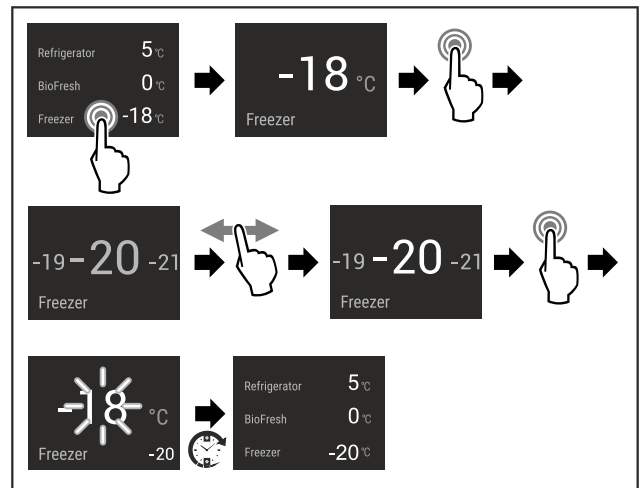 Refrigerator 5 °C
BioFresh 0 °C
Freezer -18 °C
-18 °C
Freezer
-19 -20 -21
Freezer
-19 -20 -21
Freezer
-18 °C
Freezer -20
Refrigerator 5 °C
BioFresh 0 °C
Freezer -20 °C